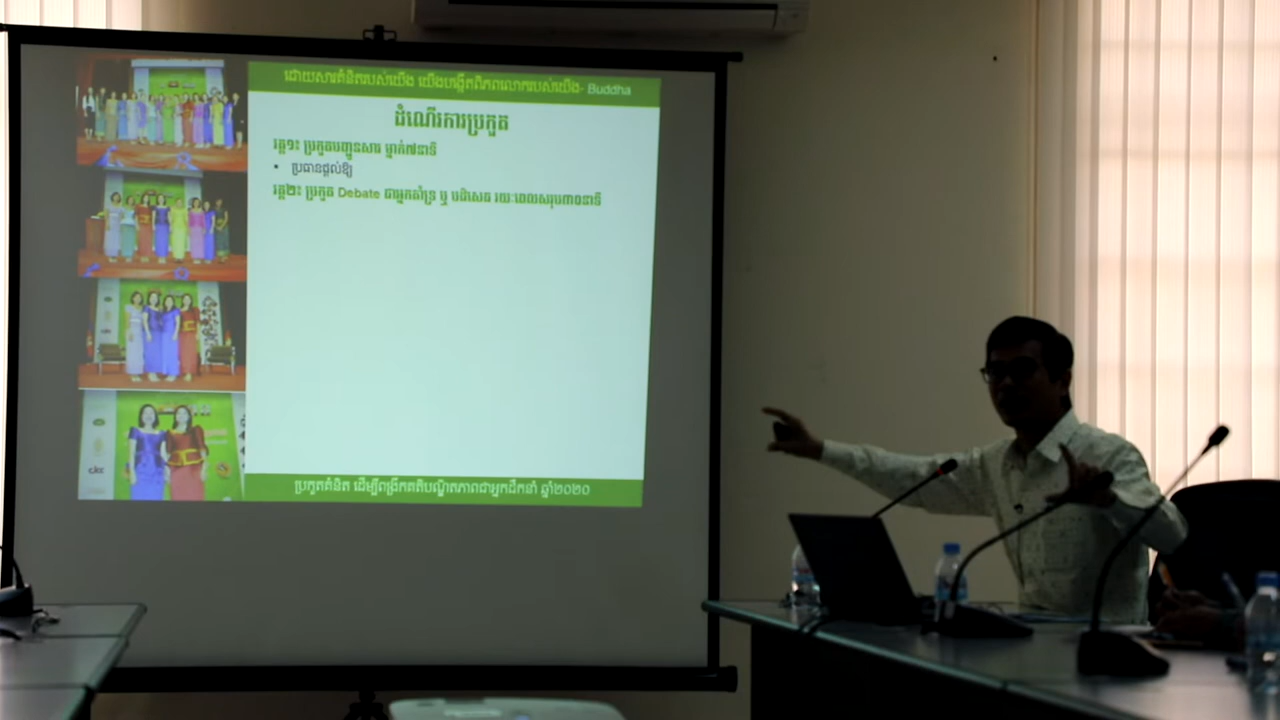 ដោយសារគំនិតរបស់យើង យើងបង្កើតពិភពលោករបស់យើង- Buddha
ដំណើរការប្រកួត
វគ្គ១៖ ប្រកួតបញ្ជូនសារ ម្នាក់៧នាទី
• ប្រធានផ្តល់ឱ្យ
វគ្គ២៖ ប្រកួត Debate ជាអ្នកគាំទ្រ ឬ បដិសេធ រយៈពេលសរុប៣០នាទី
ប្រកួតគំនិត ដើម្បីពង្រីកគតិបណ្ឌិតភាពជាអ្នកដឹកនាំ ឆ្នាំ២០២០